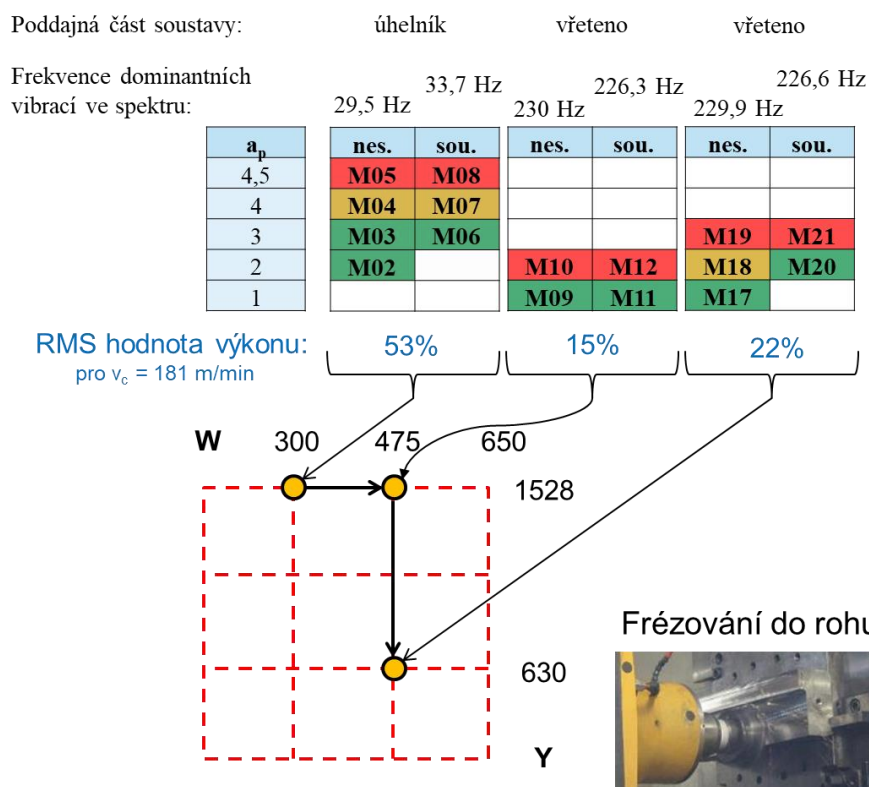 Poddajná část soustavy: úhelník vřeteno vřeteno
Frekvence dominantních
vibrací ve spektru:
29,5 Hz 33,7 Hz 230 Hz 226,3 Hz 229,9 Hz 226,6 Hz
ap nes. sou. nes. sou. nes. sou.
4,5 M05 M08
4 M04 M07
3 M03 M06 M19 M21
2 M02 M10 M12 M18 M20
1 M09 M11 M17
RMS hodnota výkonu: 53% 15% 22%
pro vc = 181 m/min
W 300 475 650
1528
Frézování do rohu
630
Y